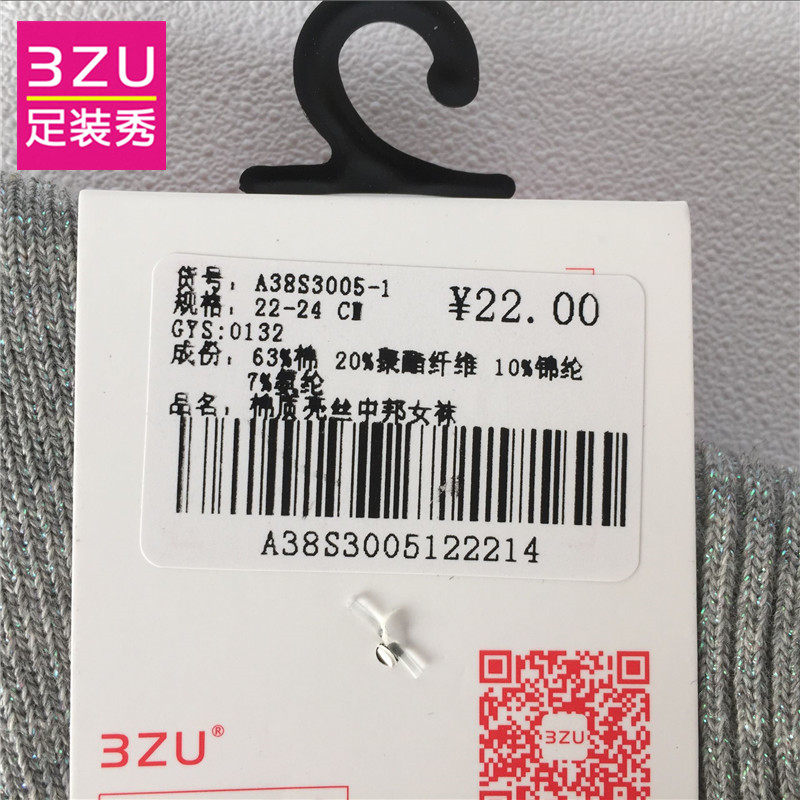 3ZU
足装秀
货号: A38S3005-1
¥22.00
规格: 22-24 CM
GYS:0132
成份: 63%棉 20%聚酯纤维 10%锦纶
7%氨纶
品名: 棉质亮丝中邦女袜
A38S3005122214
3ZU®
3ZU